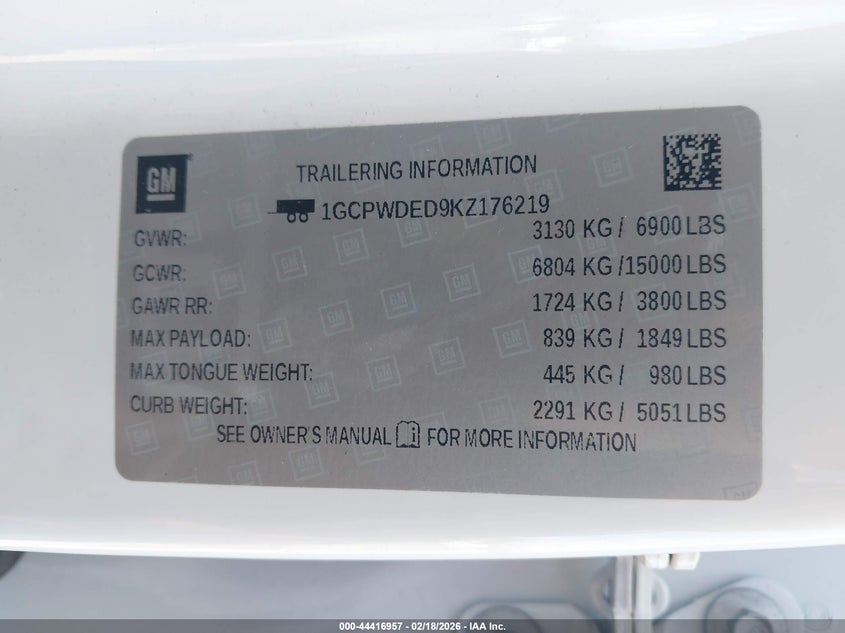 GM
TRAILERING INFORMATION
1GCPWDED9KZ176219
GVWR: 3130 KG / 6900 LBS
GCWR: 6804 KG /15000 LBS
GAWR RR: 1724 KG / 3800 LBS
MAX PAYLOAD: 839 KG / 1849 LBS
MAX TONGUE WEIGHT: 445 KG / 980 LBS
CURB WEIGHT: 2291 KG / 5051 LBS
SEE OWNER'S MANUAL FOR MORE INFORMATION
000-44416957 - 02/18/2026 - IAA Inc.